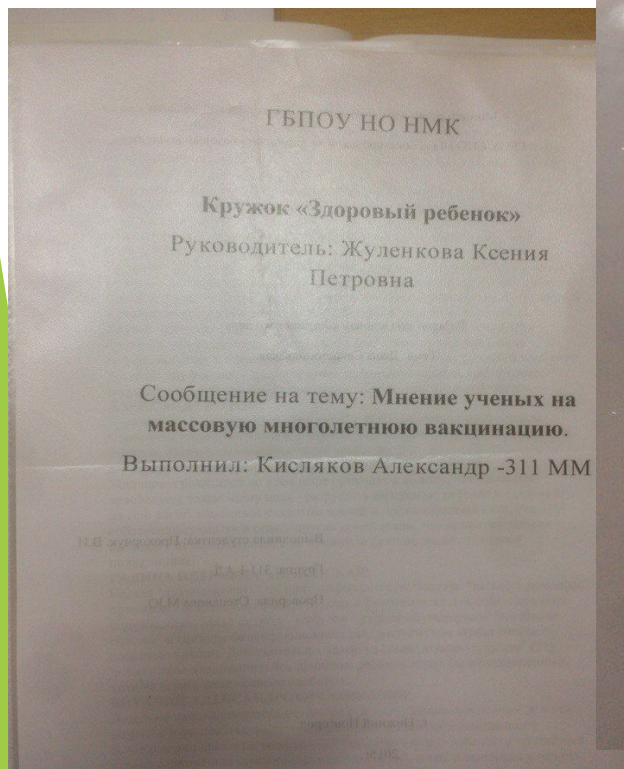 ГБПОУ НО НМК
Кружок «Здоровый ребенок»
Руководитель: Жуленкова Ксения
Петровна
Сообщение на тему: Мнение ученых на
массовую многолетнюю вакцинацию.
Выполнил: Кисляков Александр -311 ММ